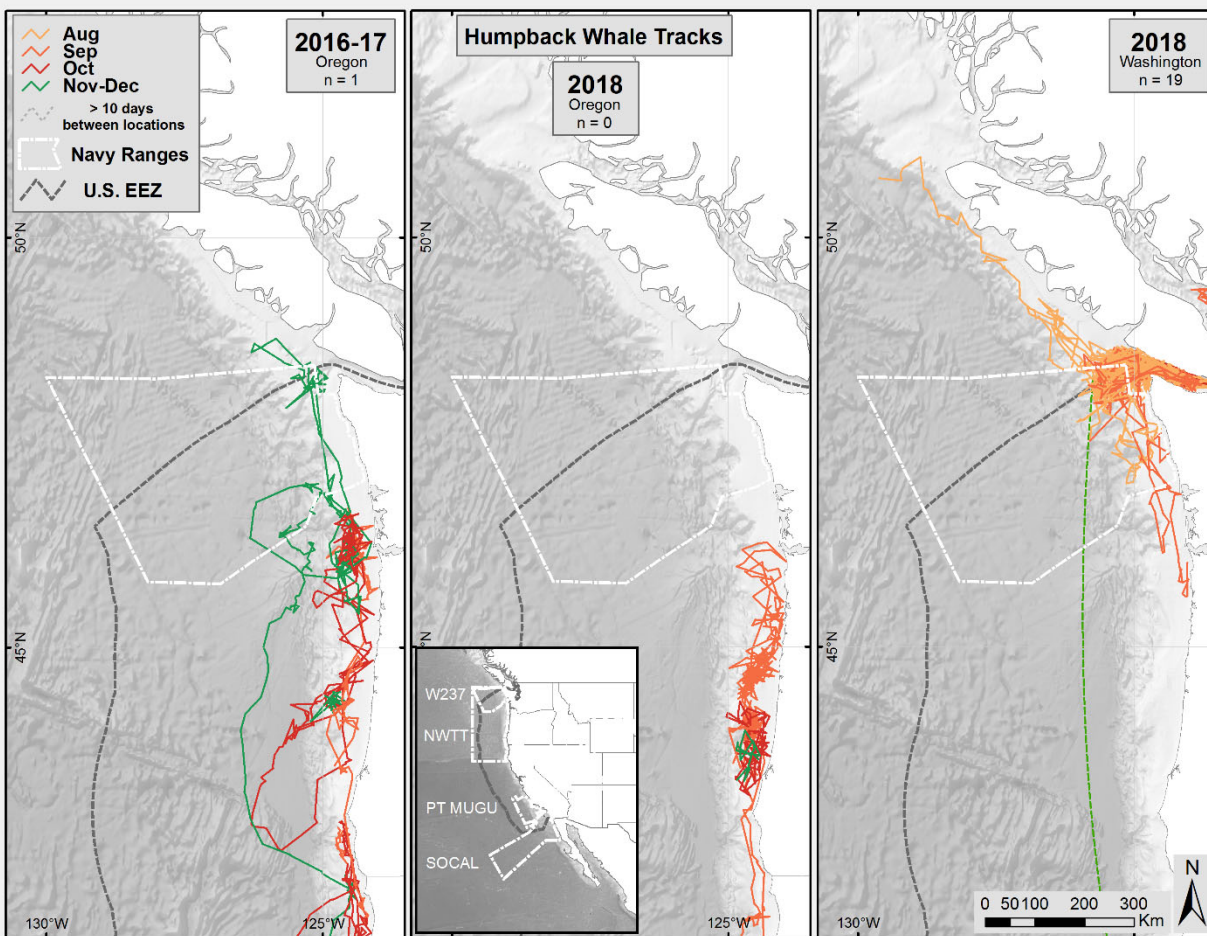 Aug
Sep
Oct
Nov-Dec
> 10 days
between locations
Navy Ranges
U.S. EEZ
2016-17
Oregon
n = 1
50°N
45°N
130°W
125°W
Humpback Whale Tracks
2018
Oregon
n = 0
50°N
°N
W237
NWTT
PT MUGU
SOCAL
125°W
2018
Washington
n = 19
50°N
45°N
130°W
N
0 50 100 200 300
Km